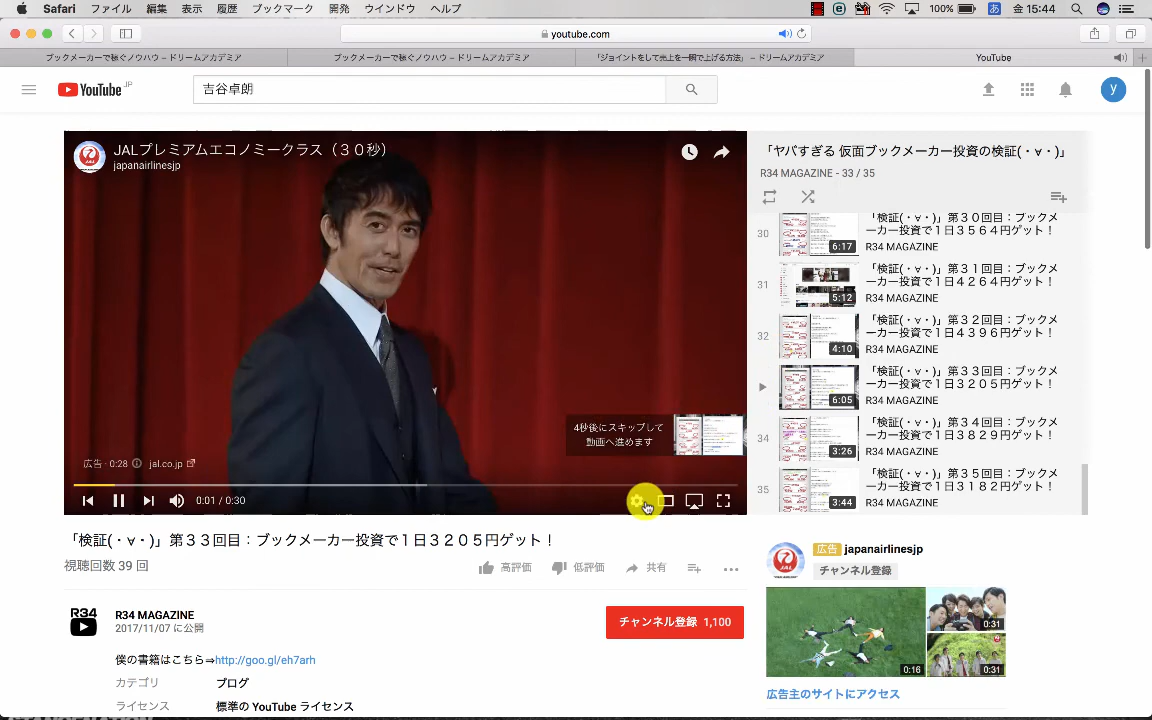 Safari ファイル 編集 表示 履歴 ブックマーク 開発 ウインドウ ヘルプ 100% あ 金 15:44
youtube.com
ブックメーカーで稼ぐノウハウ – ドリームアカデミア
ブックメーカーで稼ぐノウハウ – ドリームアカデミア
「ジョイントをして売上を一瞬で上げる方法」 – ドリームアカデミア
YouTube
YouTube JP
吉谷卓朗
y
JALプレミアムエコノミークラス（３０秒）
japanairlinesjp
4秒後にスキップして
動画へ進めます
広告 · 0:28 jal.co.jp
0:01 / 0:30
「ヤバすぎる 仮面ブックメーカー投資の検証(・∀・)」
R34 MAGAZINE - 33 / 35
30
6:17
「検証(・∀・)」第３０回目：ブックメ
ーカー投資で１日３５６４円ゲット！
R34 MAGAZINE
31
5:12
「検証(・∀・)」第３１回目：ブックメ
ーカー投資で１日４２６４円ゲット！
R34 MAGAZINE
32
4:10
「検証(・∀・)」第３２回目：ブックメ
ーカー投資で１日４３９６円ゲット！
R34 MAGAZINE
6:05
「検証(・∀・)」第３３回目：ブックメ
ーカー投資で１日３２０５円ゲット！
R34 MAGAZINE
34
3:26
「検証(・∀・)」第３４回目：ブックメ
ーカー投資で１日３８２９円ゲット！
R34 MAGAZINE
35
3:44
「検証(・∀・)」第３５回目：ブックメ
ーカー投資で１日３１８２円ゲット！
R34 MAGAZINE
「検証(・∀・)」第３３回目：ブックメーカー投資で１日３２０５円ゲット！
視聴回数 39 回
高評価 低評価 共有
R34
R34 MAGAZINE
2017/11/07 に公開
チャンネル登録 1,100
僕の書籍はこちら⇒http://goo.gl/eh7arh
カテゴリ ブログ
ライセンス 標準の YouTube ライセンス
広告 japanairlinesjp
チャンネル登録
0:16
0:31
0:31
広告主のサイトにアクセス